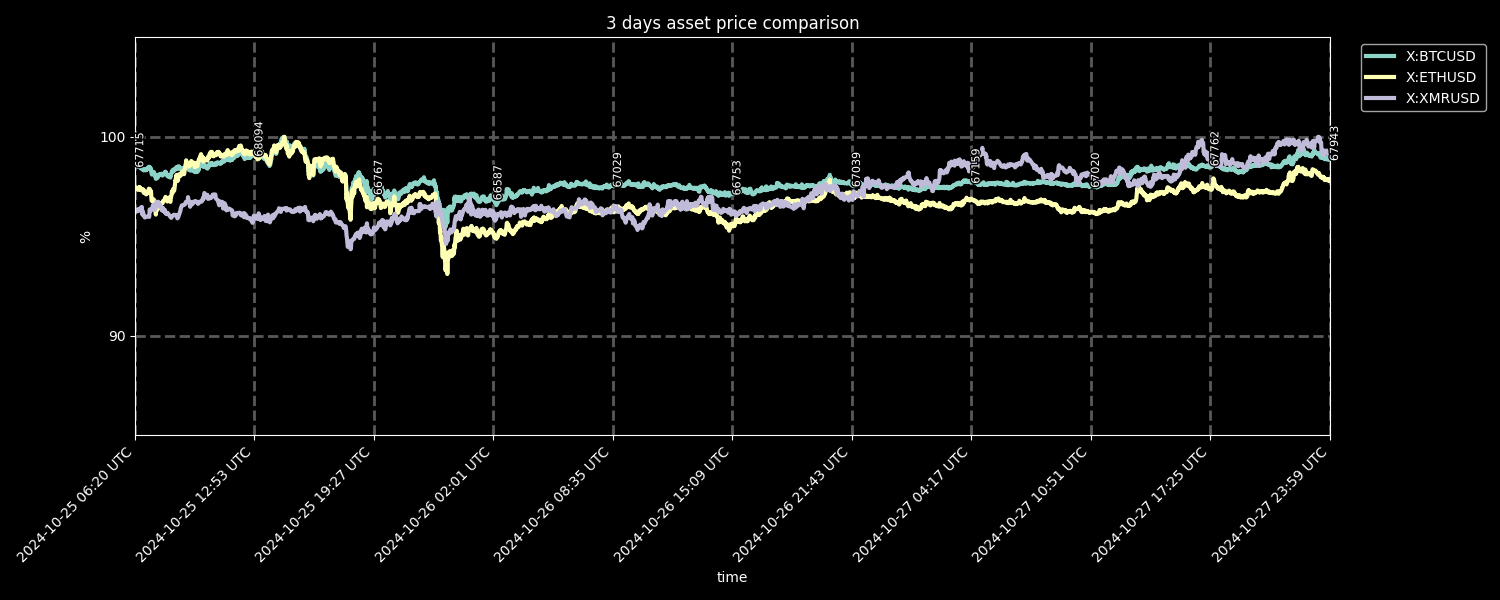 3 days asset price comparison
X:BTCUSD
X:ETHUSD
X:XMRUSD
100
90
%
67715
68094
66767
66587
67029
66753
67039
67159
67020
67762
67943
2024-10-25 06:20 UTC
2024-10-25 12:53 UTC
2024-10-25 19:27 UTC
2024-10-26 02:01 UTC
2024-10-26 08:35 UTC
2024-10-26 15:09 UTC
2024-10-26 21:43 UTC
2024-10-27 04:17 UTC
2024-10-27 10:51 UTC
2024-10-27 17:25 UTC
2024-10-27 23:59 UTC
time